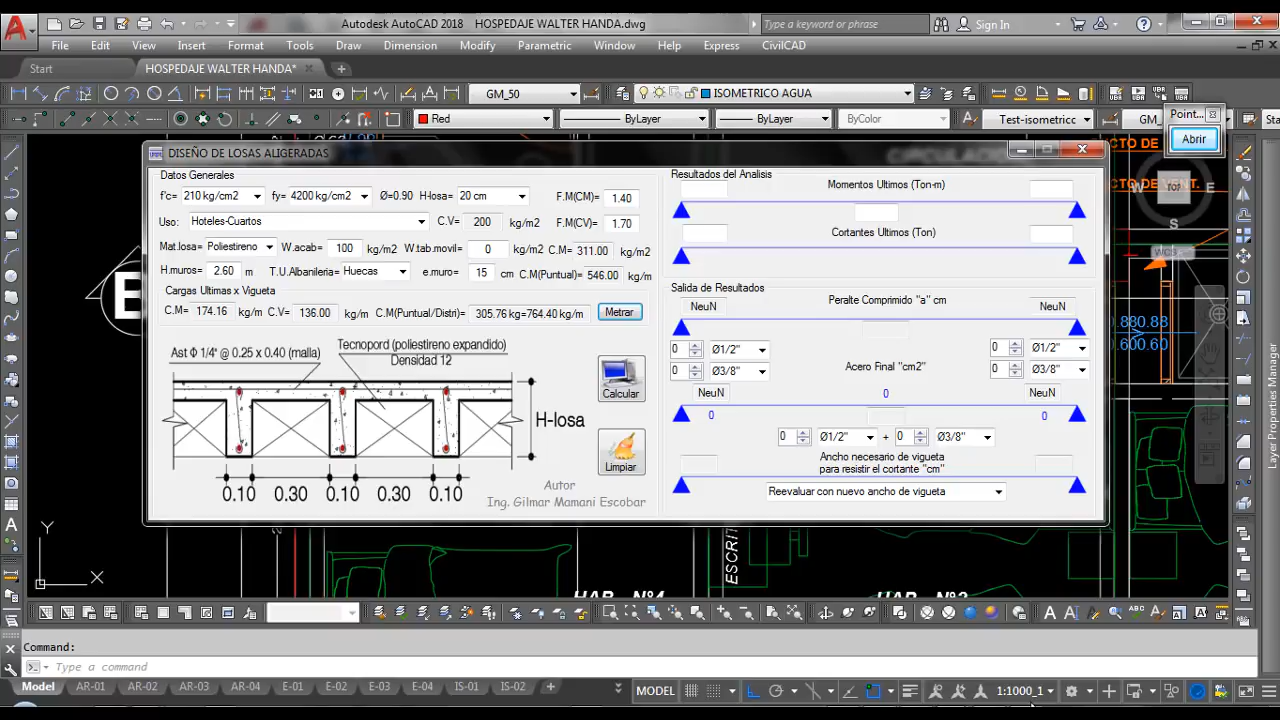 Autodesk AutoCAD 2018 HOSPEDAJE WALTER HANDA.dwg
Type a keyword or phrase
Sign In
File Edit View Insert Format Tools Draw Dimension Modify Parametric Window Help Express CivilCAD
Start
HOSPEDAJE WALTER HANDA*
GM_50
ISOMETRICO AGUA
Red
ByLayer
ByLayer
ByColor
Test-isometricc
Point...
Abrir
DISEÑO DE LOSAS ALIGERADAS
Datos Generales
f'c= 210 kg/cm2 fy= 4200 kg/cm2 Ø=0.90 H-losa= 20 cm F.M(CM)= 1.40
Uso: Hoteles-Cuartos C.V= 200 kg/m2 F.M(CV)= 1.70
Mat.losa= Poliestireno W.acab= 100 kg/m2 W.tab.movil= 0 kg/m2 C.M= 311.00 kg/m2
H.muros= 2.60 m T.U.Albanileria= Huecas e.muro= 15 cm C.M(Puntual)= 546.00 kg/m
Cargas Ultimas x Vigueta
C.M= 174.16 kg/m C.V= 136.00 kg/m C.M(Puntual/Distri)= 305.76 kg=764.40 kg/m Metrar
Ast Φ 1/4" @ 0.25 x 0.40 (malla)
Tecnopord (poliestireno expandido)
Densidad 12
H-losa
0.10 0.30 0.10 0.30 0.10
Calcular
Limpiar
Autor
Ing. Gilmar Mamani Escobar
Resultados del Analisis
Momentos Ultimos (Ton-m)
Cortantes Ultimos (Ton)
Salida de Resultados
NeuN Peralte Comprimido "a" cm NeuN
0 Ø1/2" 0 Ø1/2"
0 Ø3/8" Acero Final "cm2" 0 Ø3/8"
NeuN 0 NeuN
0 0
0 Ø1/2" + 0 Ø3/8"
Ancho necesario de vigueta
para resistir el cortante "cm"
Reevaluar con nuevo ancho de vigueta
W TOP E
S
880.88
600.60
Layer Properties Manager
Y
X
HAB. N°4
Command:
Type a command
Model AR-01 AR-02 AR-03 AR-04 E-01 E-02 E-03 E-04 IS-01 IS-02
MODEL
1:1000_1